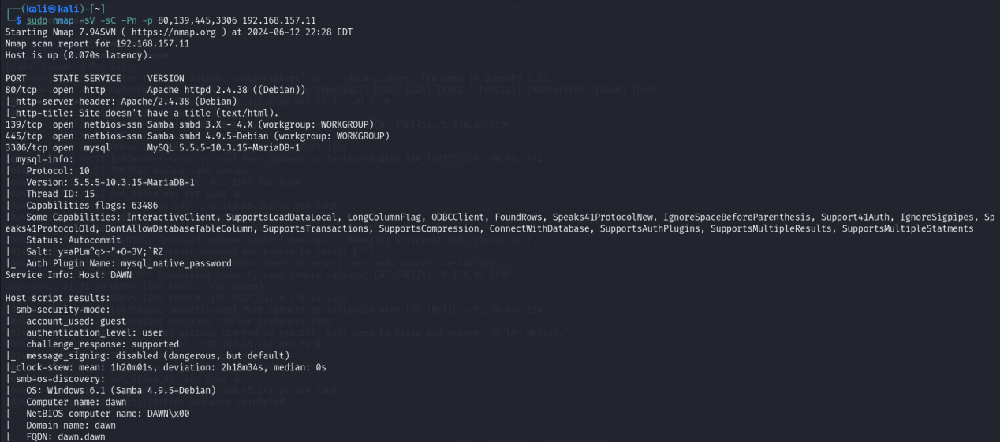 ┌──(kali㉿kali)-[~]
└─$ sudo nmap -sV -sC -Pn -p 80,139,445,3306 192.168.157.11
Starting Nmap 7.94SVN ( https://nmap.org ) at 2024-06-12 22:28 EDT
Nmap scan report for 192.168.157.11
Host is up (0.070s latency).

PORT     STATE SERVICE     VERSION
80/tcp   open  http        Apache httpd 2.4.38 ((Debian))
|_http-server-header: Apache/2.4.38 (Debian)
|_http-title: Site doesn't have a title (text/html).
139/tcp  open  netbios-ssn Samba smbd 3.X - 4.X (workgroup: WORKGROUP)
445/tcp  open  netbios-ssn Samba smbd 4.9.5-Debian (workgroup: WORKGROUP)
3306/tcp open  mysql       MySQL 5.5.5-10.3.15-MariaDB-1
| mysql-info:
|   Protocol: 10
|   Version: 5.5.5-10.3.15-MariaDB-1
|   Thread ID: 15
|   Capabilities flags: 63486
|   Some Capabilities: InteractiveClient, SupportsLoadDataLocal, LongColumnFlag, ODBCClient, FoundRows, Speaks41ProtocolNew, IgnoreSpaceBeforeParenthesis, Support41Auth, IgnoreSigpipes, Sp
eaks41ProtocolOld, DontAllowDatabaseTableColumn, SupportsTransactions, SupportsCompression, ConnectWithDatabase, SupportsAuthPlugins, SupportsMultipleResults, SupportsMultipleStatments
|   Status: Autocommit
|   Salt: y=aPLm^q>~"+O-3V;`RZ
|_  Auth Plugin Name: mysql_native_password
Service Info: Host: DAWN

Host script results:
| smb-security-mode:
|   account_used: guest
|   authentication_level: user
|   challenge_response: supported
|_  message_signing: disabled (dangerous, but default)
|_clock-skew: mean: 1h20m01s, deviation: 2h18m34s, median: 0s
| smb-os-discovery:
|   OS: Windows 6.1 (Samba 4.9.5-Debian)
|   Computer name: dawn
|   NetBIOS computer name: DAWN\x00
|   Domain name: dawn
|   FQDN: dawn.dawn